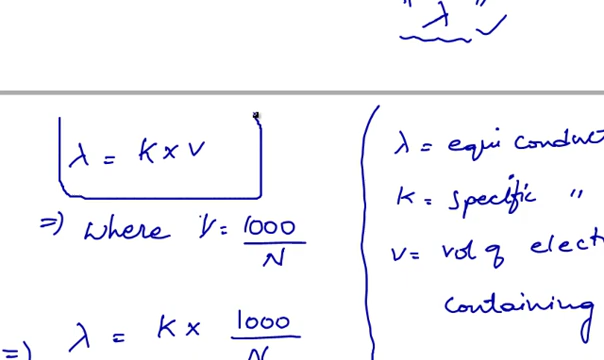 " λ "
λ = K x V
=) where V = 1000
N
=) λ = K x 1000
N
λ = equi conduct
K = specific "
V = vol of elect
containing